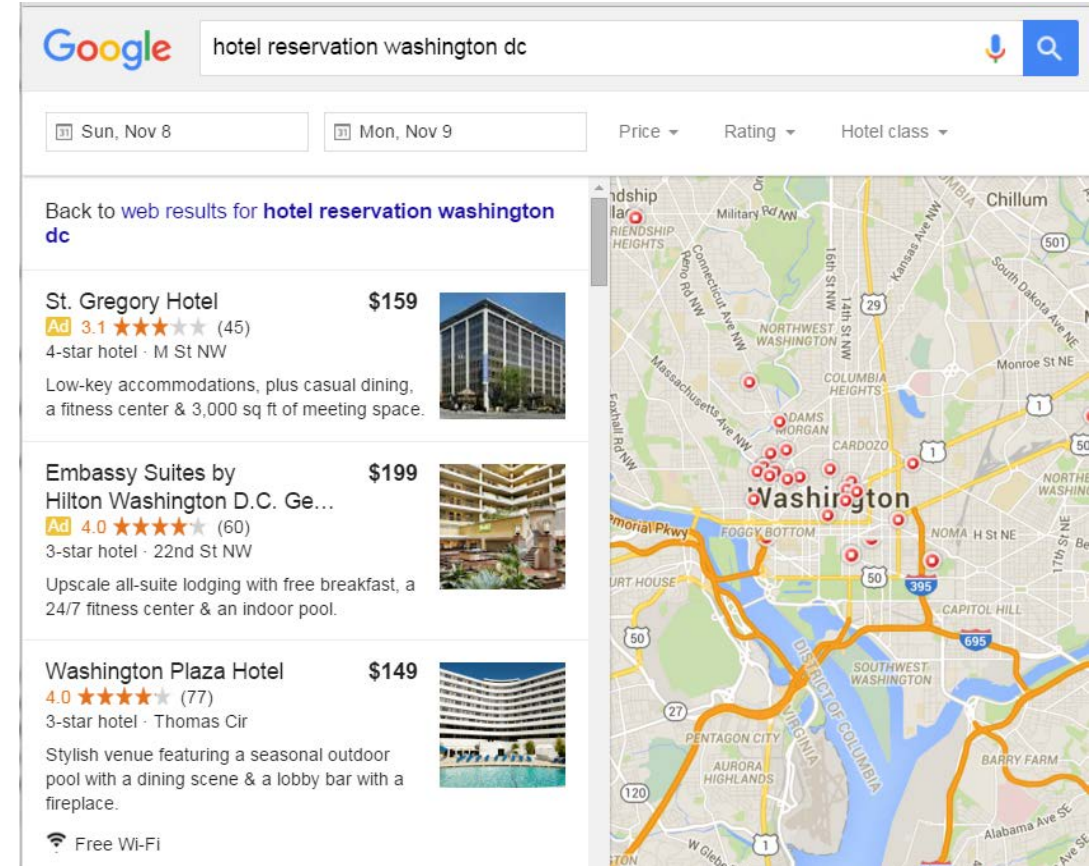 Google
hotel reservation washington dc
31 Sun, Nov 8
31 Mon, Nov 9
Price
Rating
Hotel class
Back to web results for hotel reservation washington
dc
St. Gregory Hotel
$159
Ad 3.1 (45)
4-star hotel · M St NW
Low-key accommodations, plus casual dining,
a fitness center & 3,000 sq ft of meeting space.
Embassy Suites by
$199
Hilton Washington D.C. Ge...
Ad 4.0 (60)
3-star hotel · 22nd St NW
Upscale all-suite lodging with free breakfast, a
24/7 fitness center & an indoor pool.
Washington Plaza Hotel
$149
4.0 (77)
3-star hotel · Thomas Cir
Stylish venue featuring a seasonal outdoor
pool with a dining scene & a lobby bar with a
fireplace.
Free Wi-Fi
Chillum
Military Rd NW
FRIENDSHIP
HEIGHTS
501
Reno Rd NW
Connecticut Ave NW
16th St NW
14th St NW
Kansas Ave NW
South Dakota Ave NE
29
NORTHWEST
WASHINGTON
Monroe St NE
Massachusetts Ave NW
COLUMBIA
HEIGHTS
1
Foxhall Rd NW
ADAMS
MORGAN
CARDOZO
1
50
Washington
FOGGY BOTTOM
NOMA
H St NE
17th St NE
50
395
CAPITOL HILL
50
695
SOUTHWEST
WASHINGTON
DISTRICT OF COLUMBIA
VIRGINIA
27
PENTAGON CITY
AURORA
HIGHLANDS
BARRY FARM
120
Alabama Ave SE
1